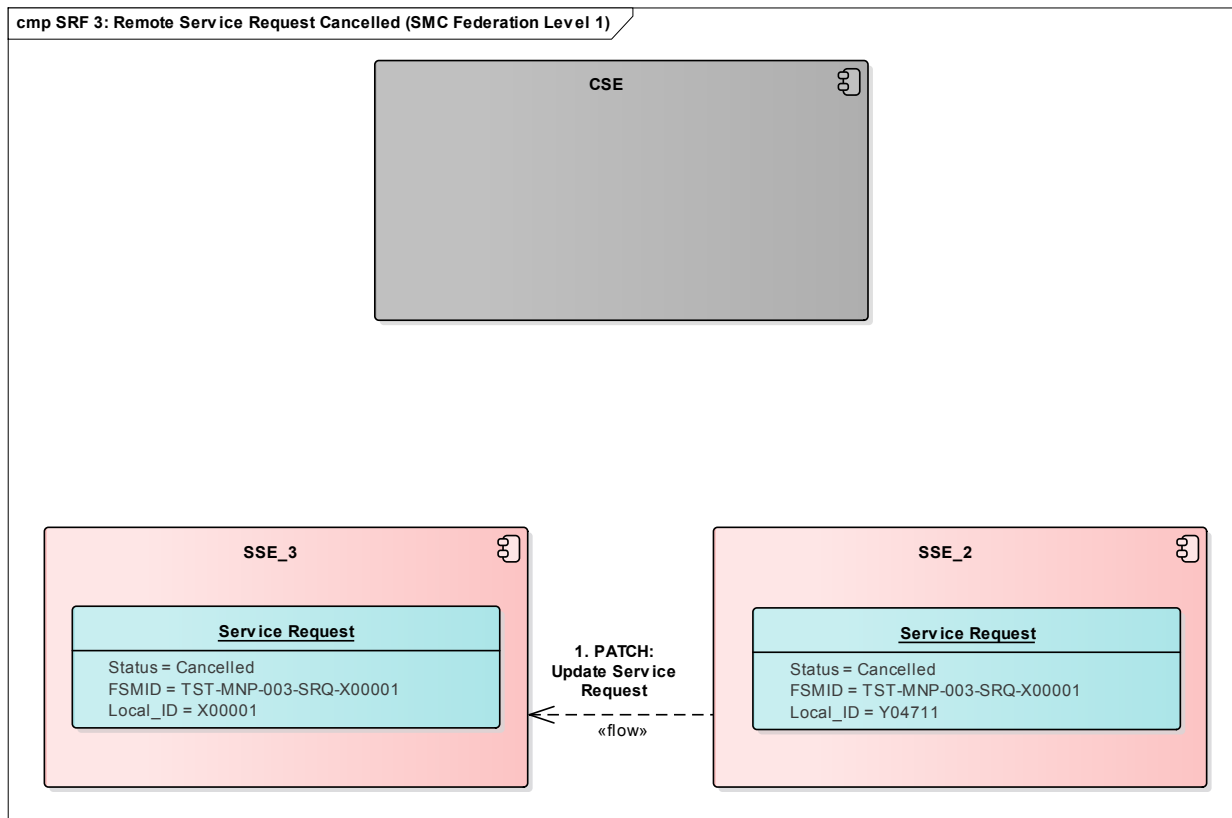 cmp SRF 3: Remote Service Request Cancelled (SMC Federation Level 1)
CSE
SSE_3
Service Request
Status = Cancelled
FSMID = TST-MNP-003-SRQ-X00001
Local_ID = X00001
1. PATCH:
Update Service
Request
«flow»
SSE_2
Service Request
Status = Cancelled
FSMID = TST-MNP-003-SRQ-X00001
Local_ID = Y04711